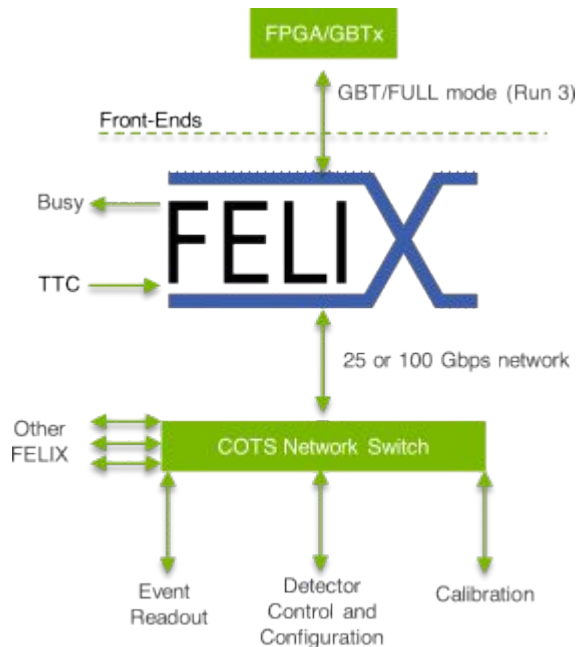 FPGA/GBTx
GBT/FULL mode (Run 3)
Front-Ends
Busy
FELIX
TTC
25 or 100 Gbps network
Other
FELIX
COTS Network Switch
Event
Readout
Detector
Control and
Configuration
Calibration